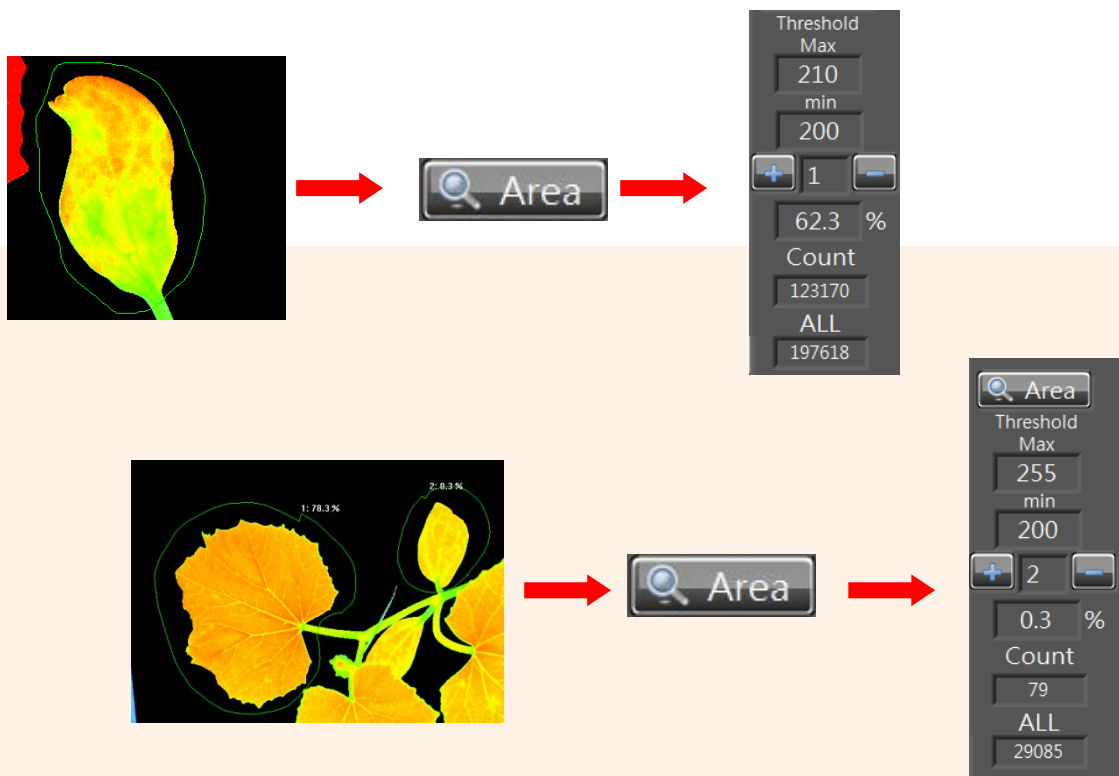 Threshold
Max
210
min
200
1
62.3 %
Count
123170
ALL
197618
Area
Area
Threshold
Max
255
min
200
2
0.3 %
Count
79
ALL
29085
1: 78.3 %
2: 0.3 %
Area